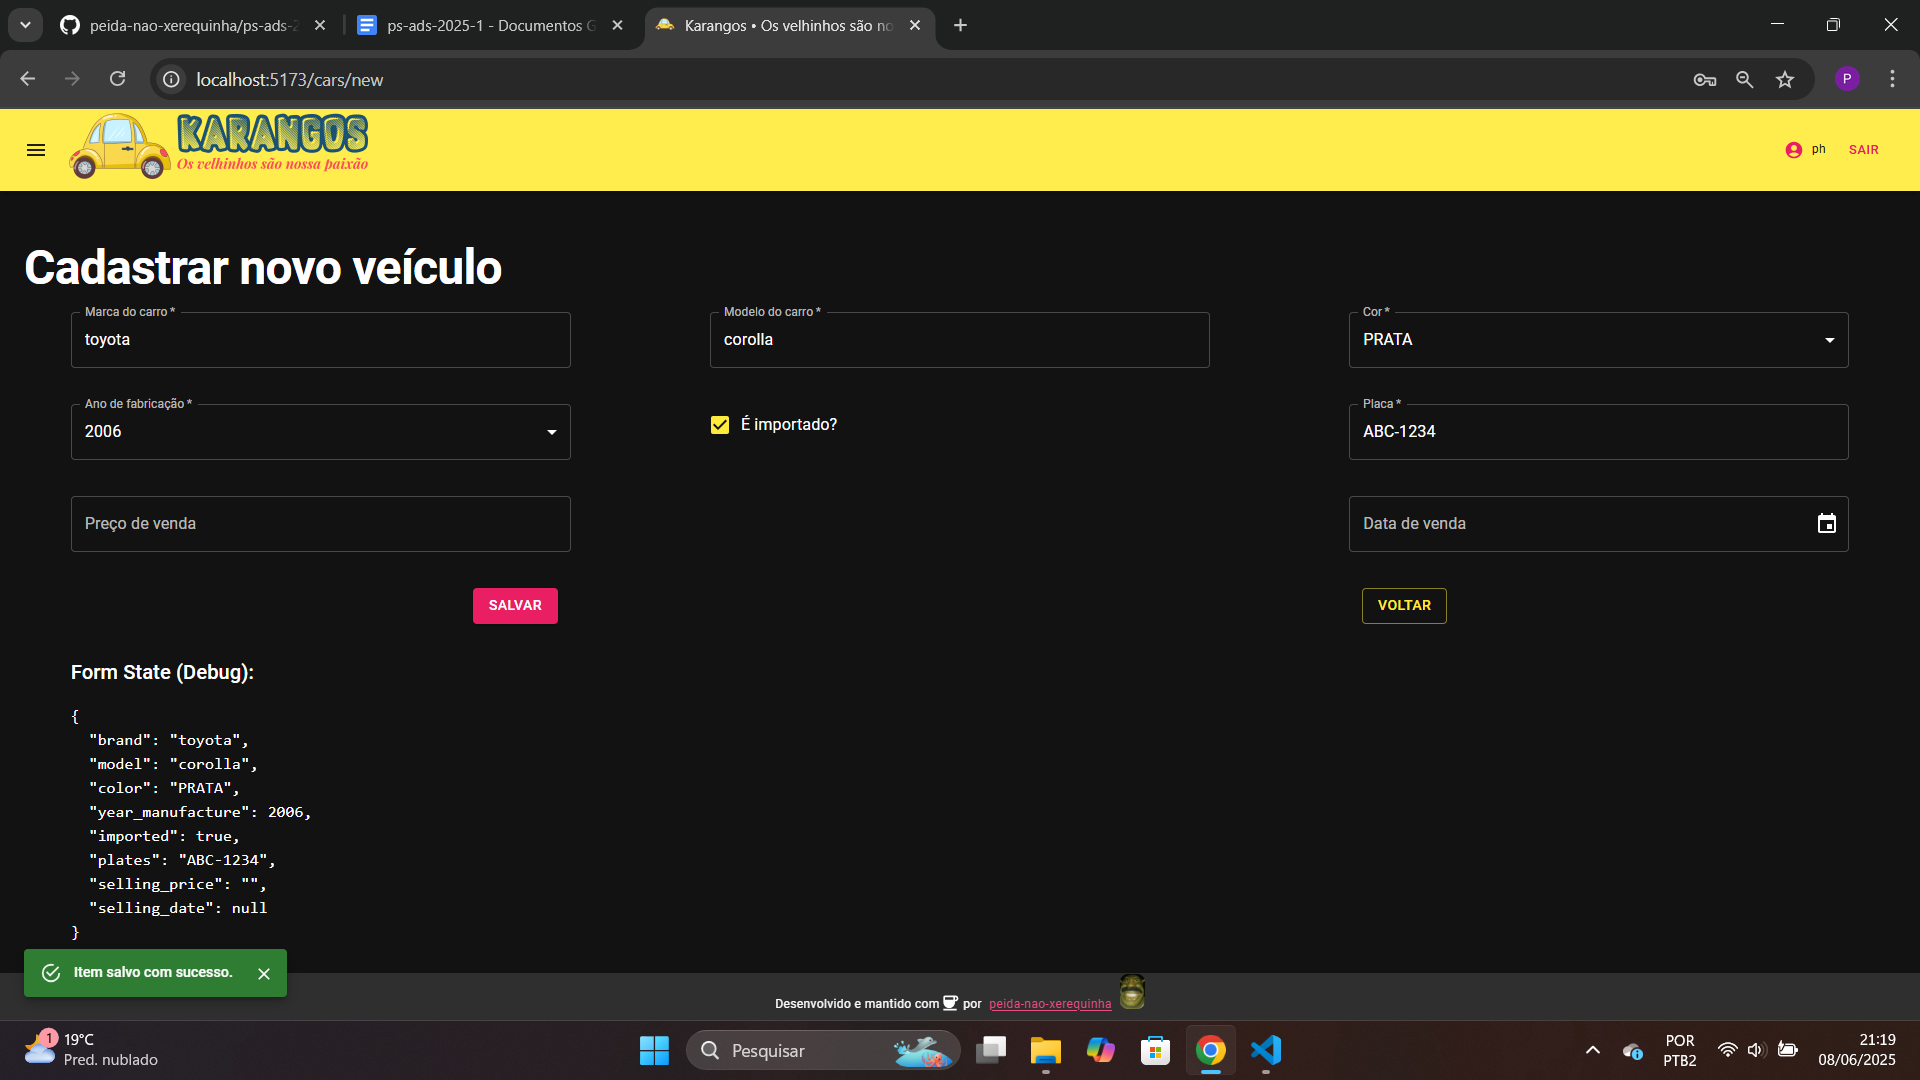 peida-nao-xerequinha/ps-ads-2
ps-ads-2025-1 - Documentos G
Karangos • Os velhinhos são no
localhost:5173/cars/new
P
KARANGOS
Os velhinhos são nossa paixão
ph
SAIR
Cadastrar novo veículo
Marca do carro *
toyota
Modelo do carro *
corolla
Cor *
PRATA
Ano de fabricação *
2006
É importado?
Placa *
ABC-1234
Preço de venda
Data de venda
SALVAR
VOLTAR
Form State (Debug):
{
"brand": "toyota",
"model": "corolla",
"color": "PRATA",
"year_manufacture": 2006,
"imported": true,
"plates": "ABC-1234",
"selling_price": "",
"selling_date": null
}
Item salvo com sucesso.
Desenvolvido e mantido com por peida-nao-xerequinha
1
19°C
Pred. nublado
Pesquisar
POR
PTB2
21:19
08/06/2025